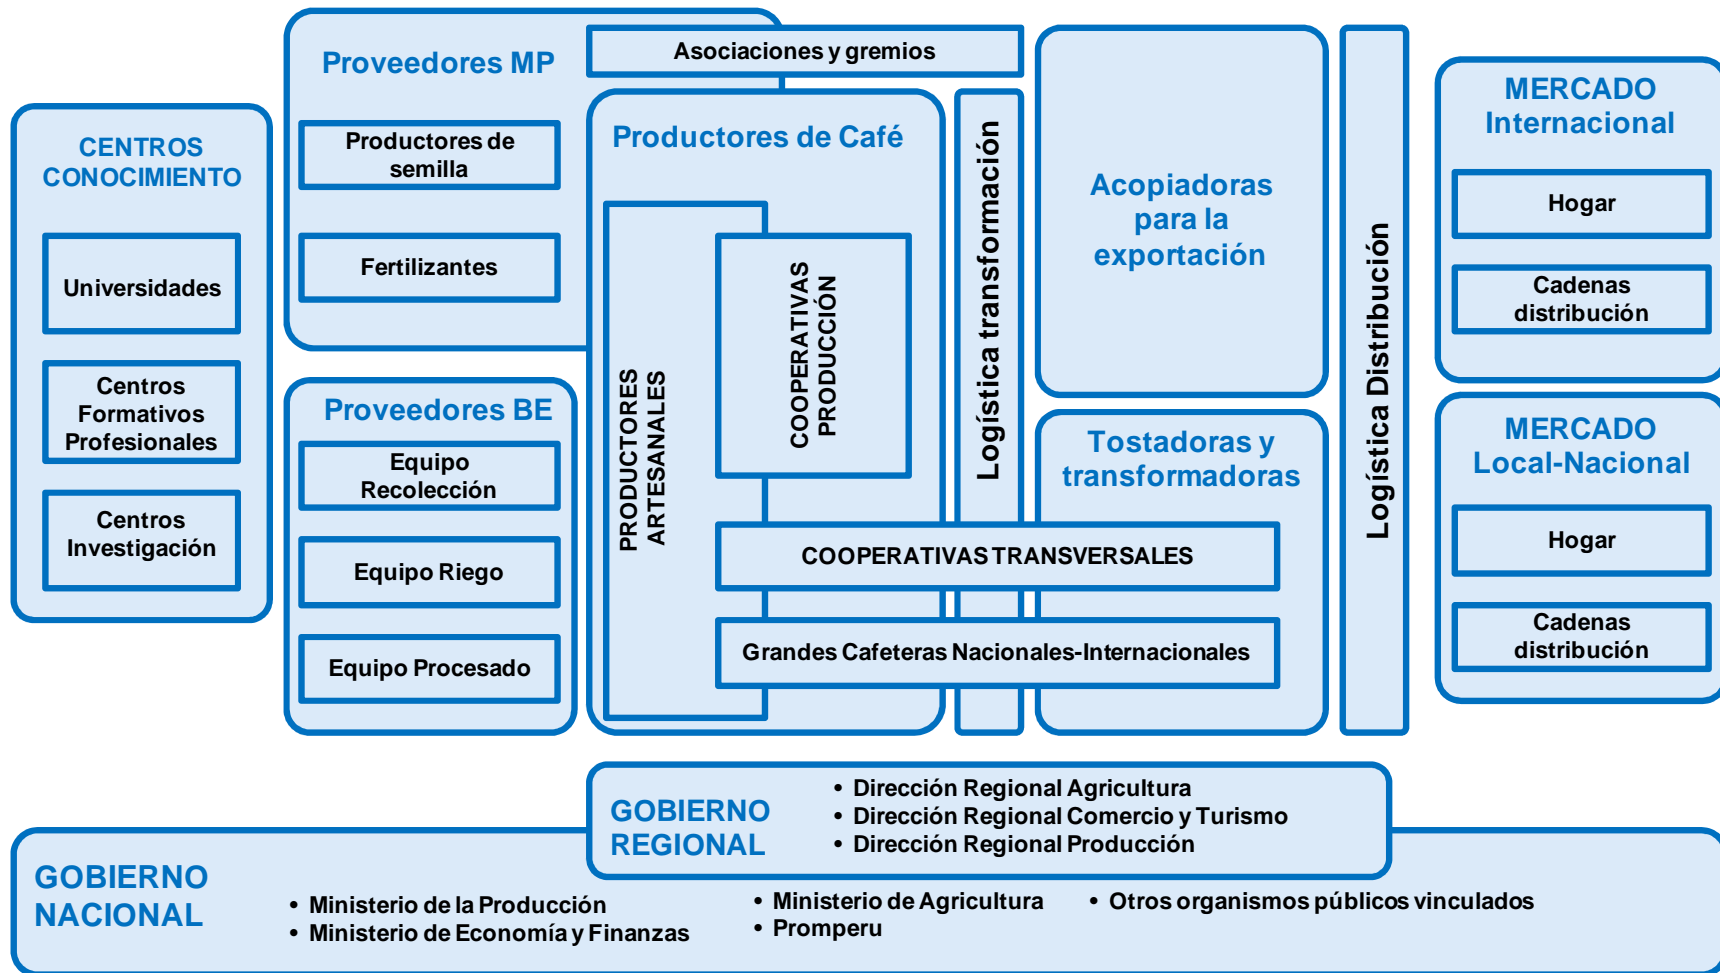 CENTROS
CONOCIMIENTO
Universidades
Centros
Formativos
Profesionales
Centros
Investigación
Proveedores MP
Productores de
semilla
Fertilizantes
Proveedores BE
Equipo
Recolección
Equipo Riego
Equipo Procesado
Asociaciones y gremios
Productores de Café
PRODUCTORES
ARTESANALES
COOPERATIVAS
PRODUCCIÓN
COOPERATIVAS TRANSVERSALES
Grandes Cafeteras Nacionales-Internacionales
Logística transformación
Acopiadoras
para la
exportación
Tostadoras y
transformadoras
Logística Distribución
MERCADO
Internacional
Hogar
Cadenas
distribución
MERCADO
Local-Nacional
Hogar
Cadenas
distribución
GOBIERNO
REGIONAL
• Dirección Regional Agricultura
• Dirección Regional Comercio y Turismo
• Dirección Regional Producción
GOBIERNO
NACIONAL
• Ministerio de la Producción
• Ministerio de Economía y Finanzas
• Ministerio de Agricultura
• Promperu
• Otros organismos públicos vinculados